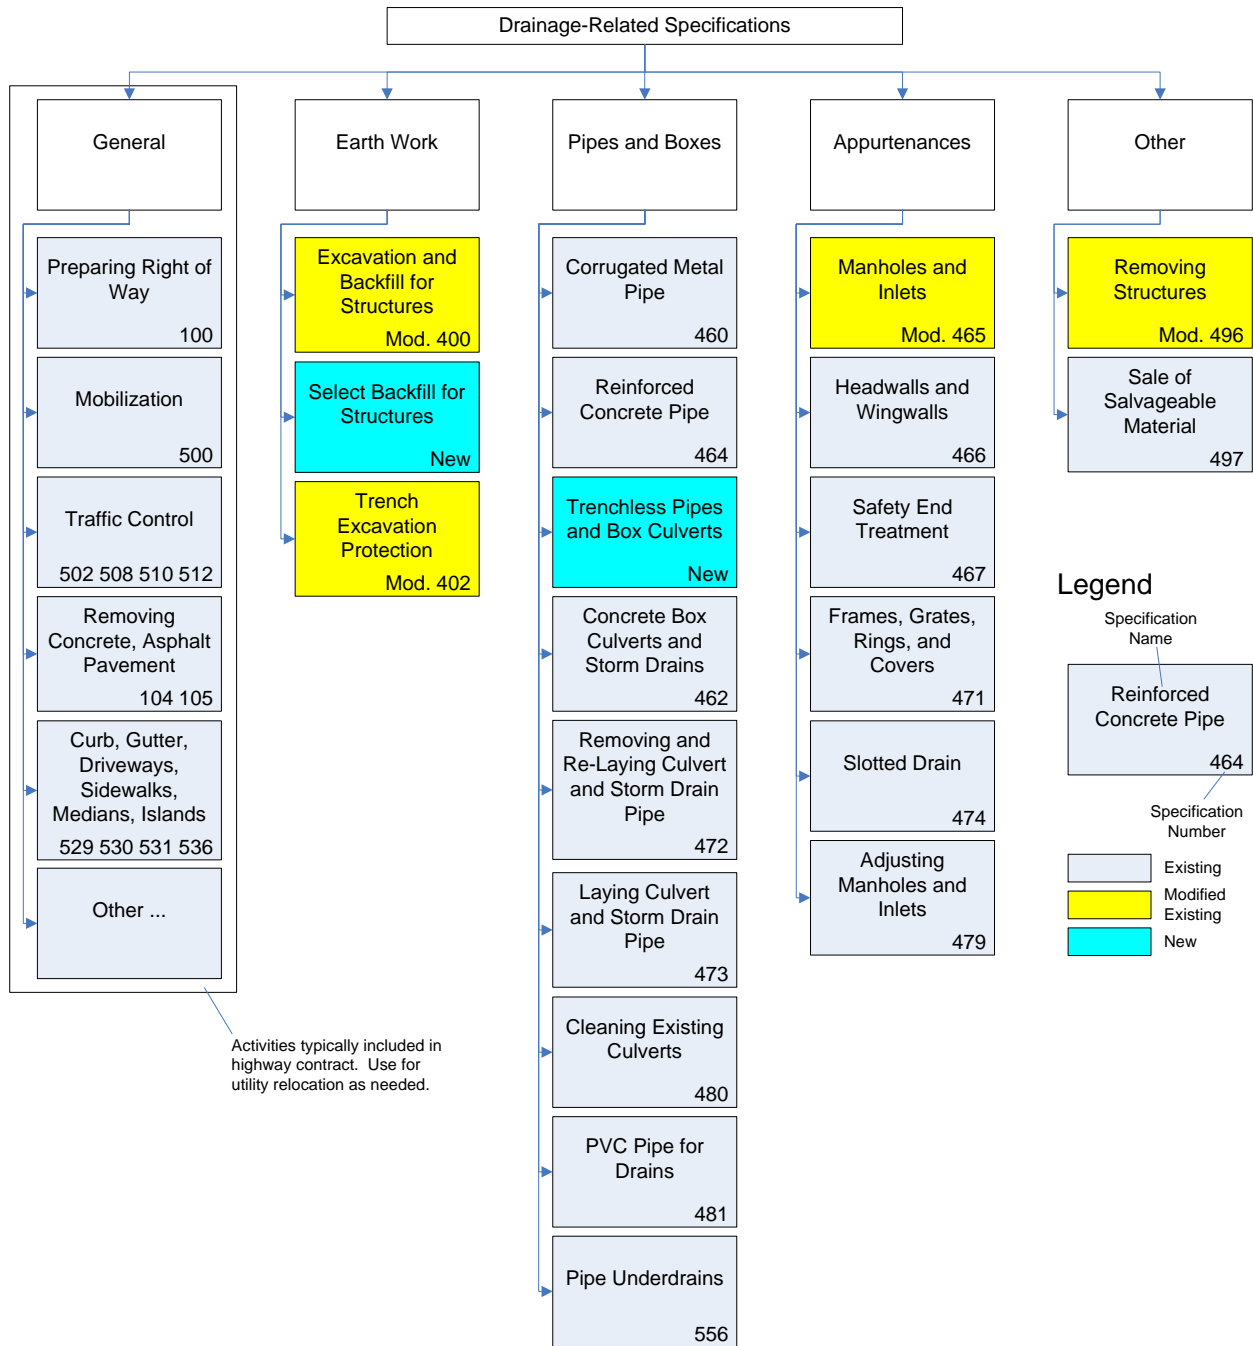 Drainage-Related Specifications
General
Preparing Right of
Way
100
Mobilization
500
Traffic Control
502 508 510 512
Removing
Concrete, Asphalt
Pavement
104 105
Curb, Gutter,
Driveways,
Sidewalks,
Medians, Islands
529 530 531 536
Other ...
Activities typically included in
highway contract. Use for
utility relocation as needed.
Earth Work
Excavation and
Backfill for
Structures
Mod. 400
Select Backfill for
Structures
New
Trench
Excavation
Protection
Mod. 402
Pipes and Boxes
Corrugated Metal
Pipe
460
Reinforced
Concrete Pipe
464
Trenchless Pipes
and Box Culverts
New
Concrete Box
Culverts and
Storm Drains
462
Removing and
Re-Laying Culvert
and Storm Drain
Pipe
472
Laying Culvert
and Storm Drain
Pipe
473
Cleaning Existing
Culverts
480
PVC Pipe for
Drains
481
Pipe Underdrains
556
Appurtenances
Manholes and
Inlets
Mod. 465
Headwalls and
Wingwalls
466
Safety End
Treatment
467
Frames, Grates,
Rings, and
Covers
471
Slotted Drain
474
Adjusting
Manholes and
Inlets
479
Other
Removing
Structures
Mod. 496
Sale of
Salvageable
Material
497
Legend
Specification
Name
Reinforced
Concrete Pipe
464
Specification
Number
Existing
Modified
Existing
New